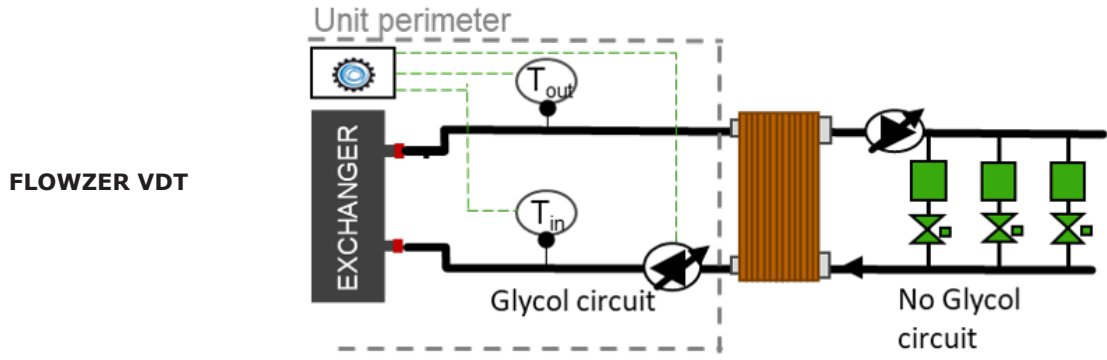 Unit perimeter
T out
FLOWZER VDT
EXCHANGER
T in
Glycol circuit
No Glycol
circuit